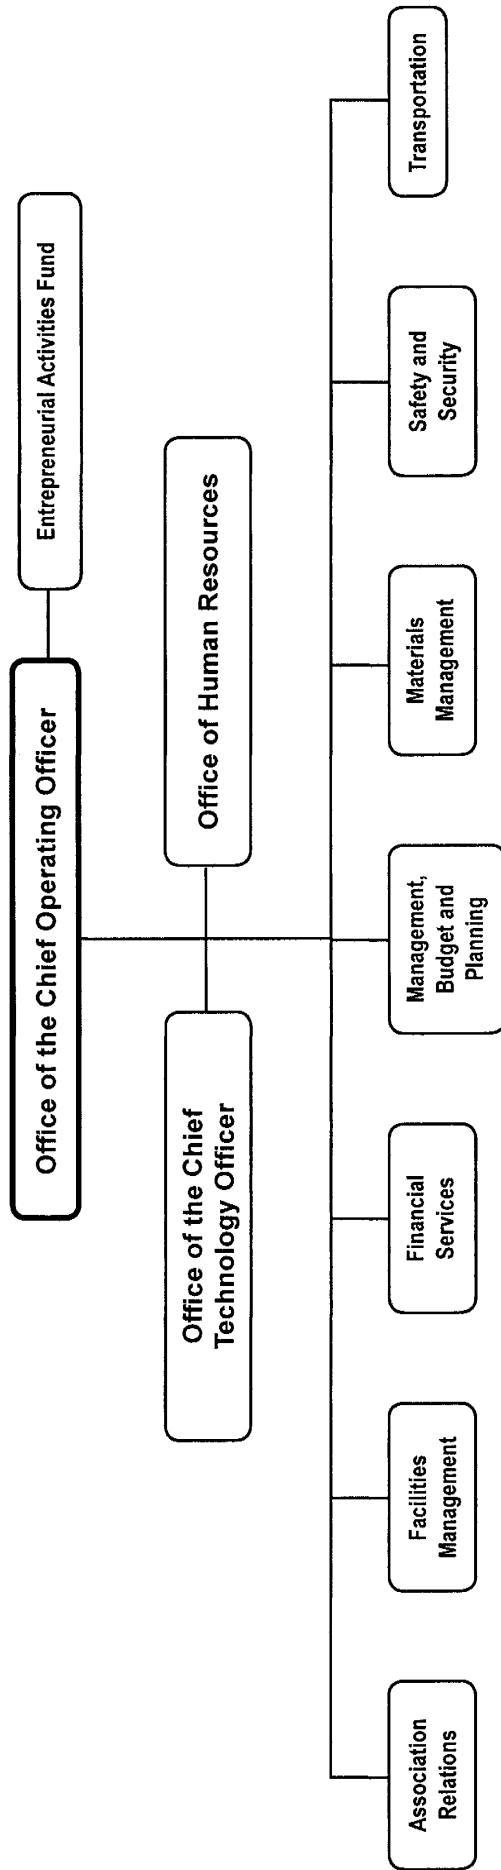 Office of the Chief Operating Officer
Entrepreneurial Activities Fund
Office of the Chief
Technology Officer
Office of Human Resources
Association
Relations
Facilities
Management
Financial
Services
Management,
Budget and
Planning
Materials
Management
Safety and
Security
Transportation